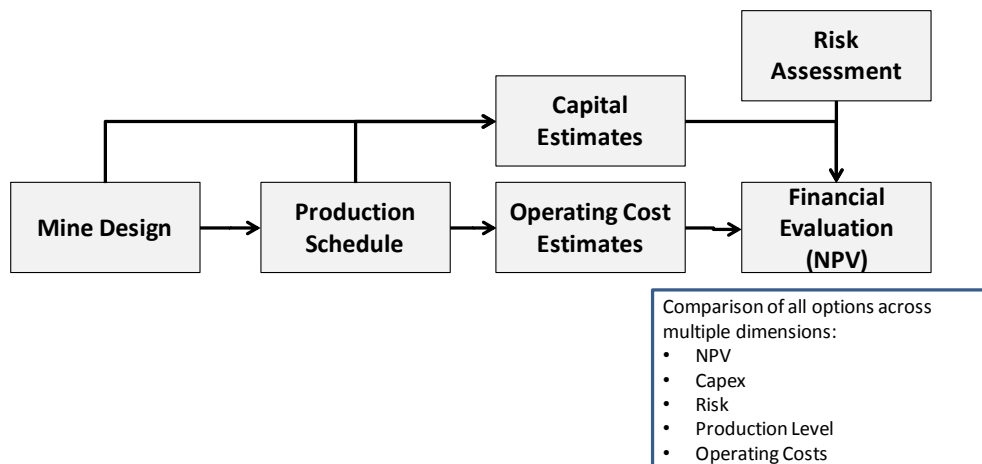 Risk
Assessment
Capital
Estimates
Mine Design
Production
Schedule
Operating Cost
Estimates
Financial
Evaluation
(NPV)
Comparison of all options across
multiple dimensions:
• NPV
• Capex
• Risk
• Production Level
• Operating Costs